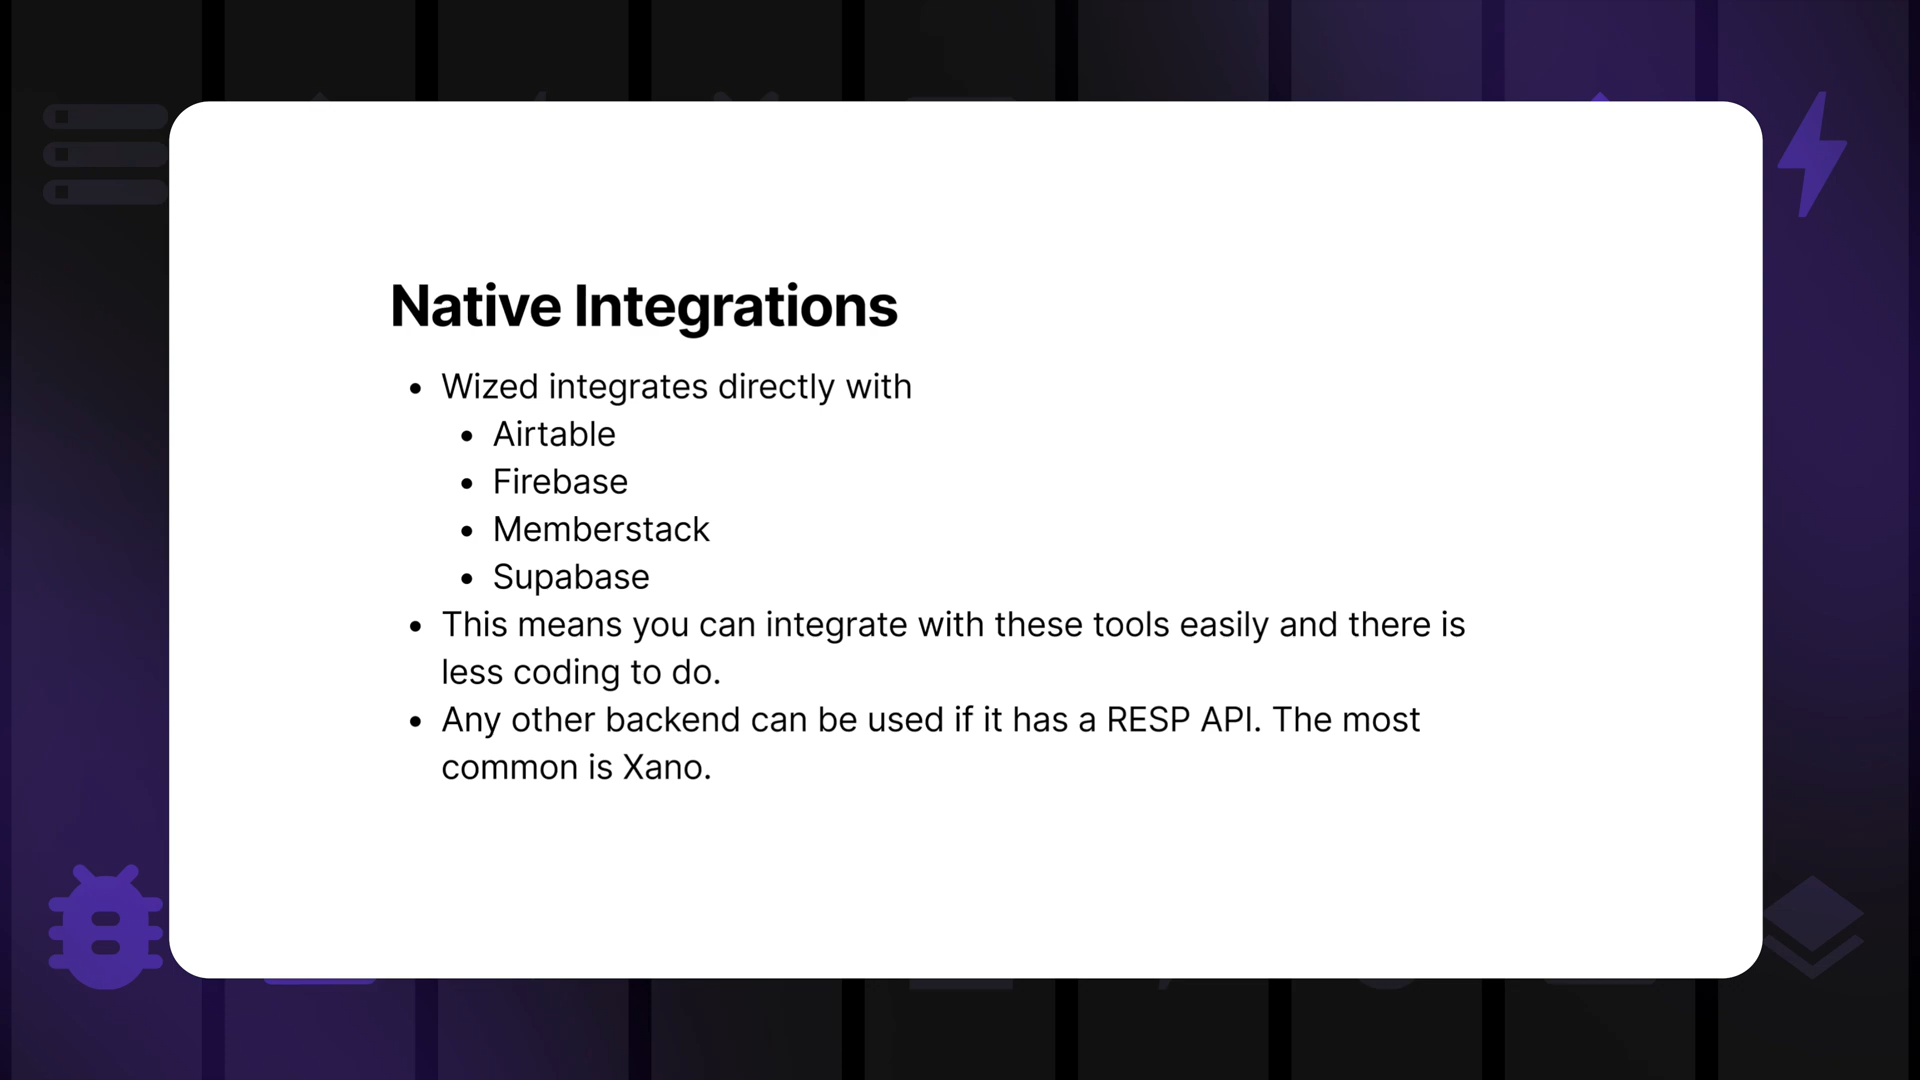 Native Integrations
Wized integrates directly with
Airtable
Firebase
Memberstack
Supabase
This means you can integrate with these tools easily and there is
less coding to do.
Any other backend can be used if it has a RESP API. The most
common is Xano.